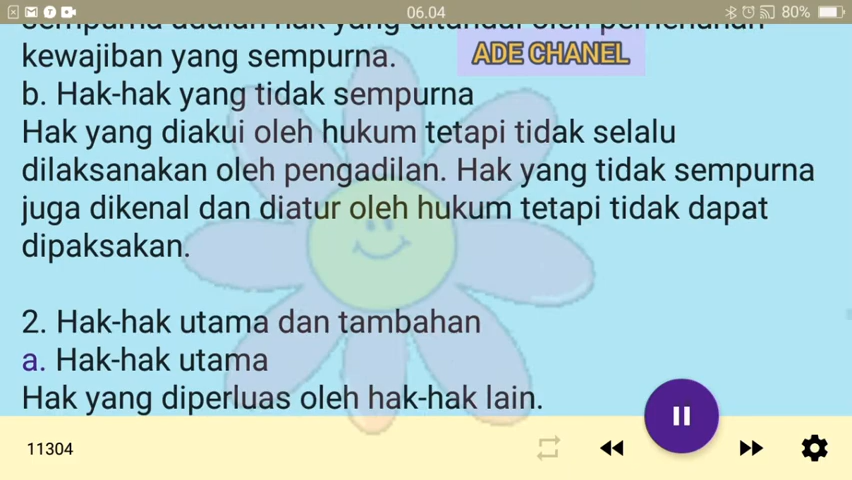 06.04
80%
kewajiban yang sempurna.
ADE CHANEL
b. Hak-hak yang tidak sempurna
Hak yang diakui oleh hukum tetapi tidak selalu
dilaksanakan oleh pengadilan. Hak yang tidak sempurna
juga dikenal dan diatur oleh hukum tetapi tidak dapat
dipaksakan.
2. Hak-hak utama dan tambahan
a. Hak-hak utama
Hak yang diperluas oleh hak-hak lain.
11304